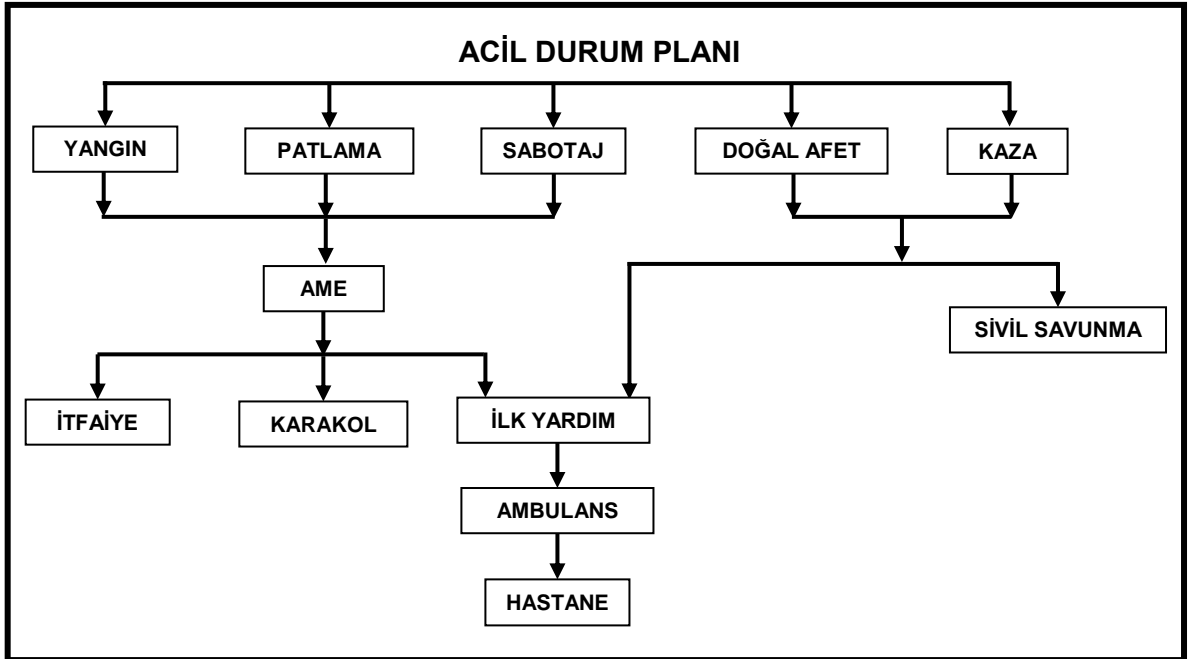 ACİL DURUM PLANI
YANGIN
PATLAMA
SABOTAJ
DOĞAL AFET
KAZA
AME
SİVİL SAVUNMA
İTFAİYE
KARAKOL
İLK YARDIM
AMBULANS
HASTANE